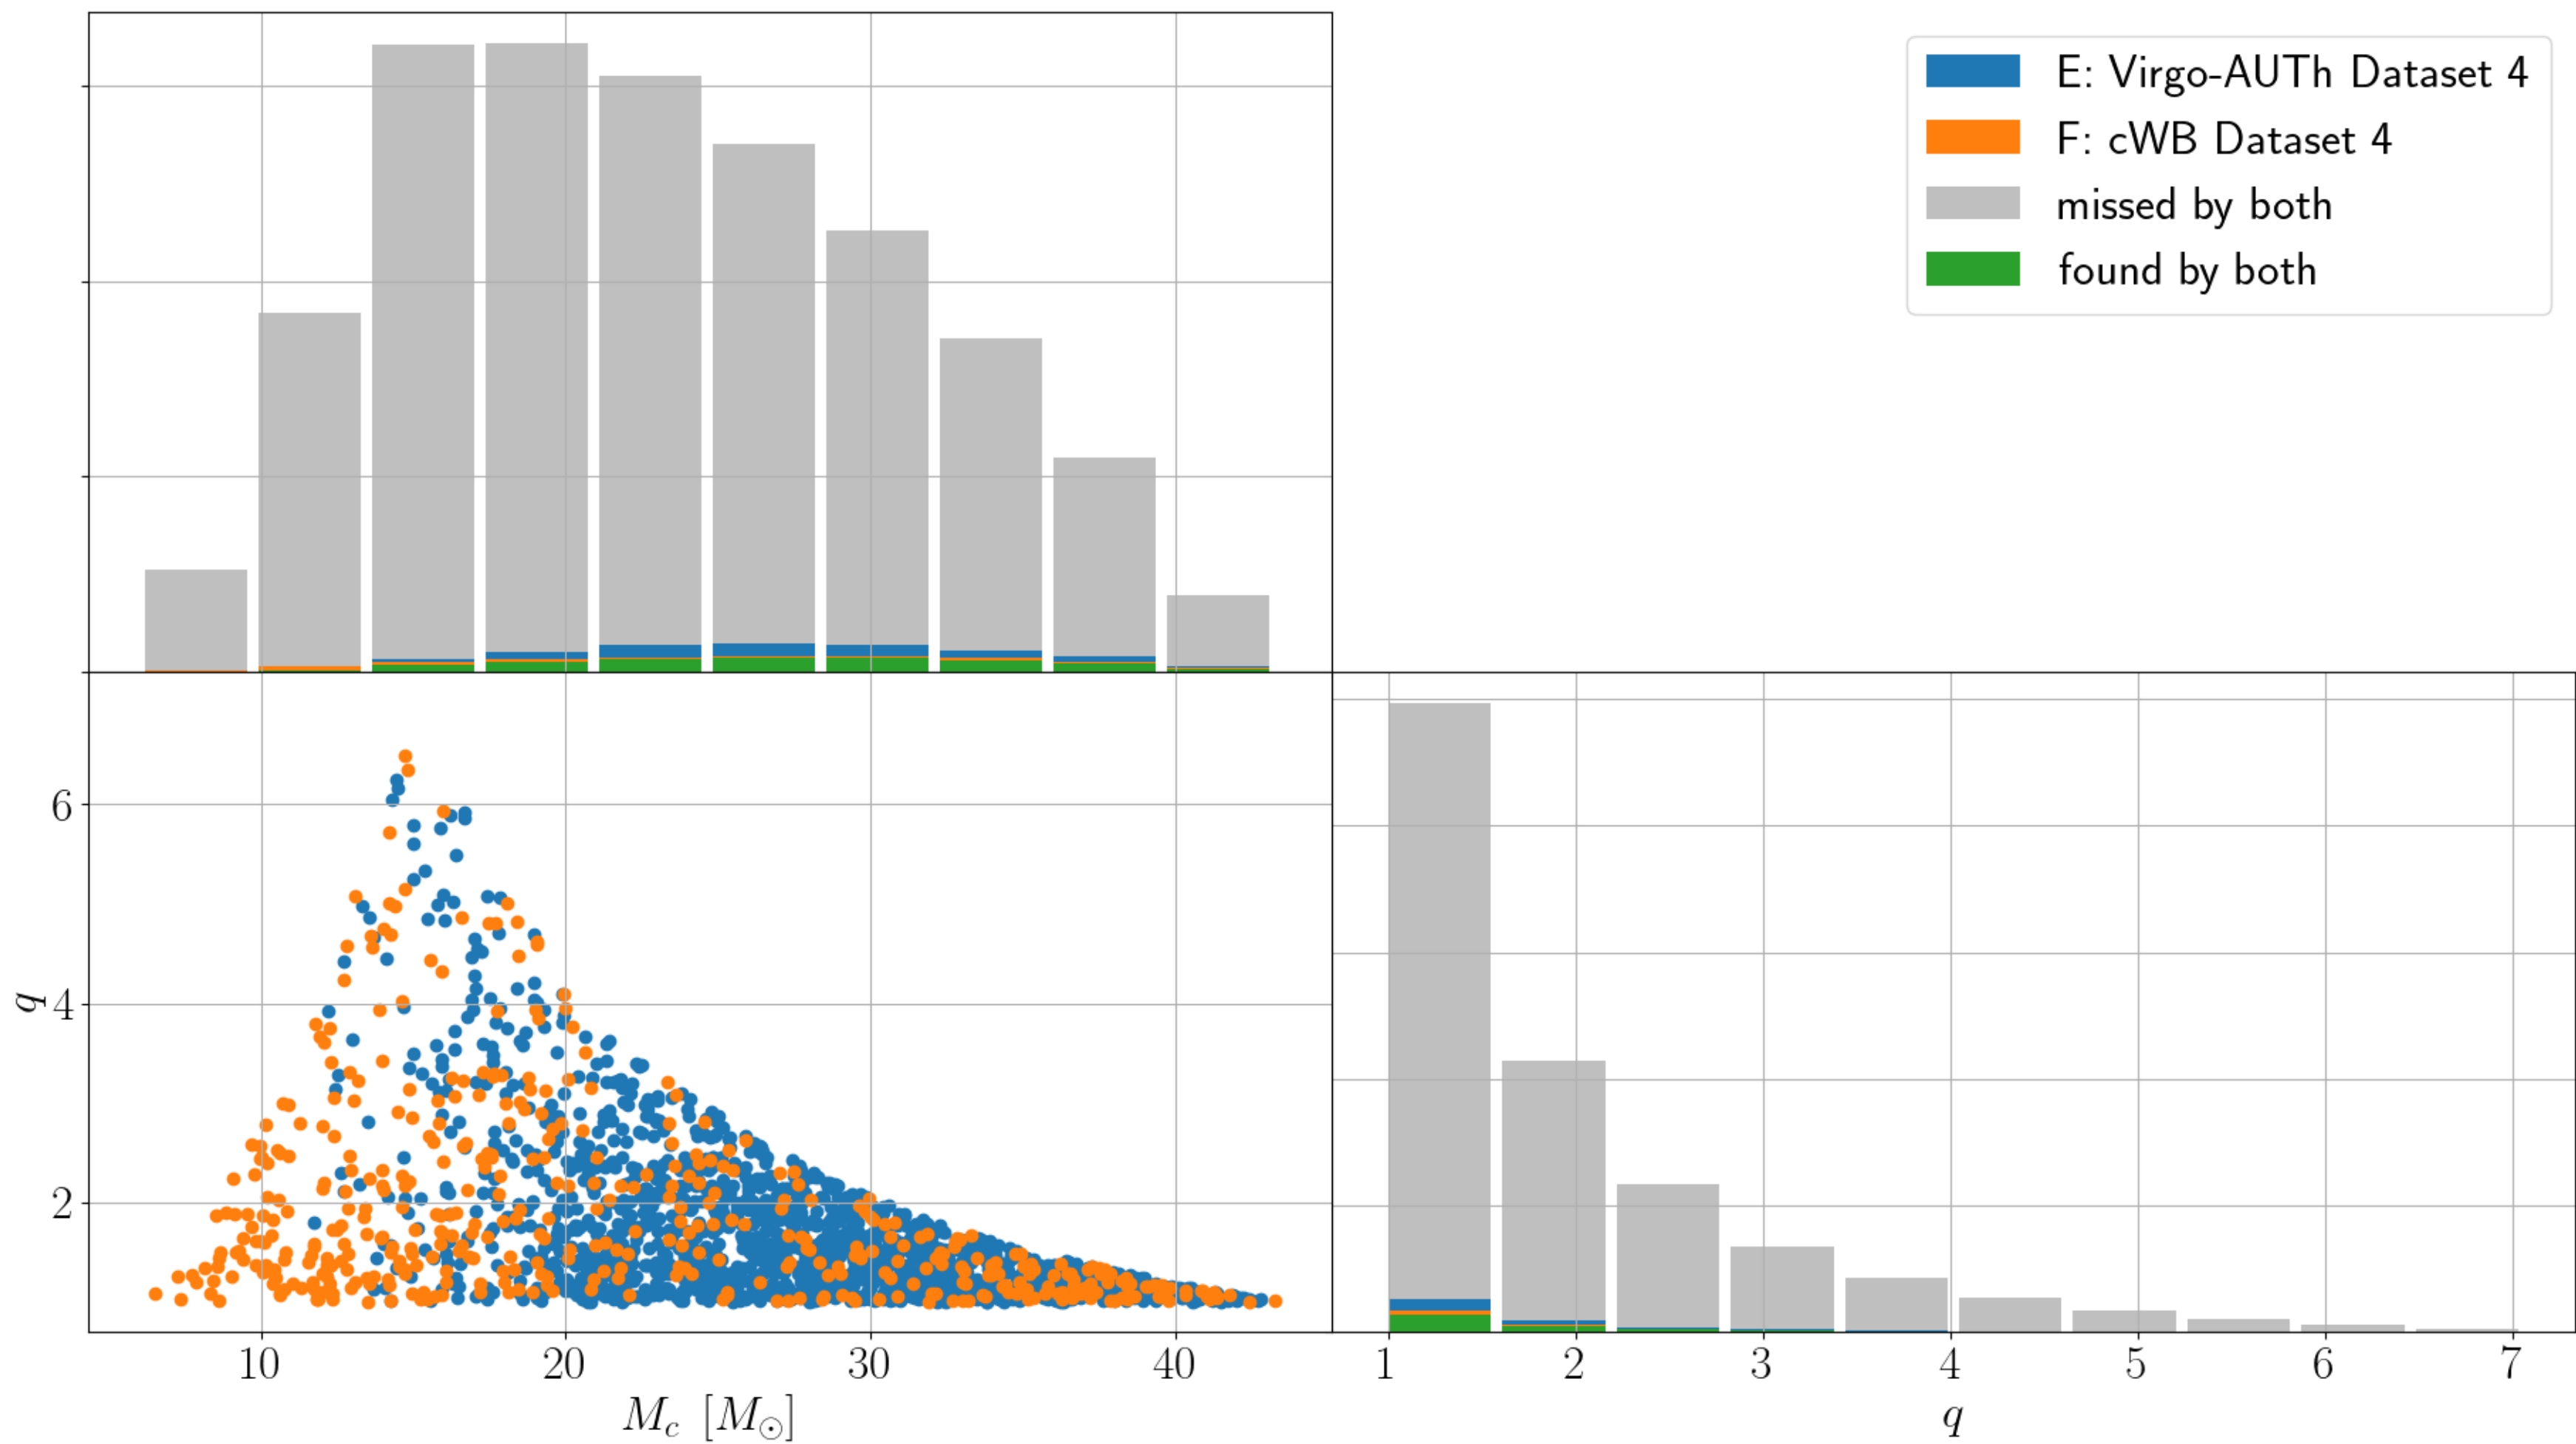 E: Virgo-AUTh Dataset 4
F: cWB Dataset 4
missed by both
found by both
6
4
2
q
10 20 30 40
M_c [M_⊙]
1 2 3 4 5 6 7
q